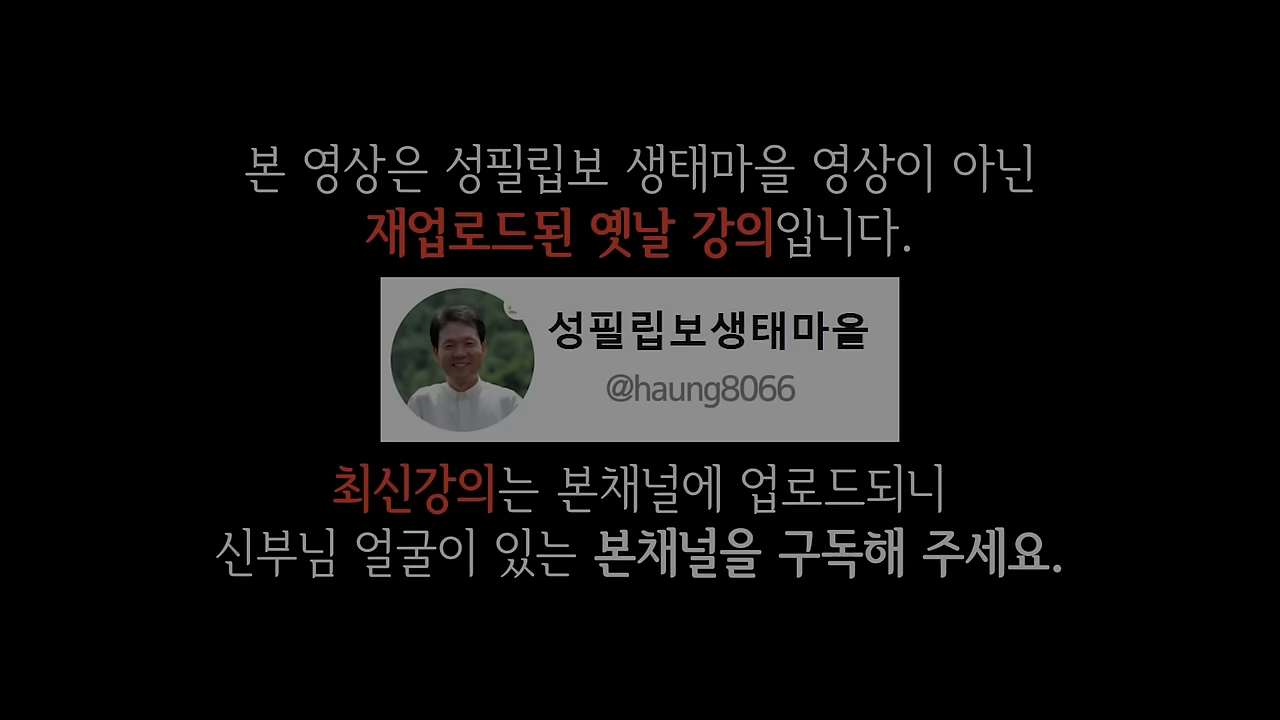 본 영상은 성필립보 생태마을 영상이 아닌
재업로드된 옛날 강의입니다.
성필립보생태마을
@haung8066
최신강의는 본채널에 업로드되니
신부님 얼굴이 있는 본채널을 구독해 주세요.